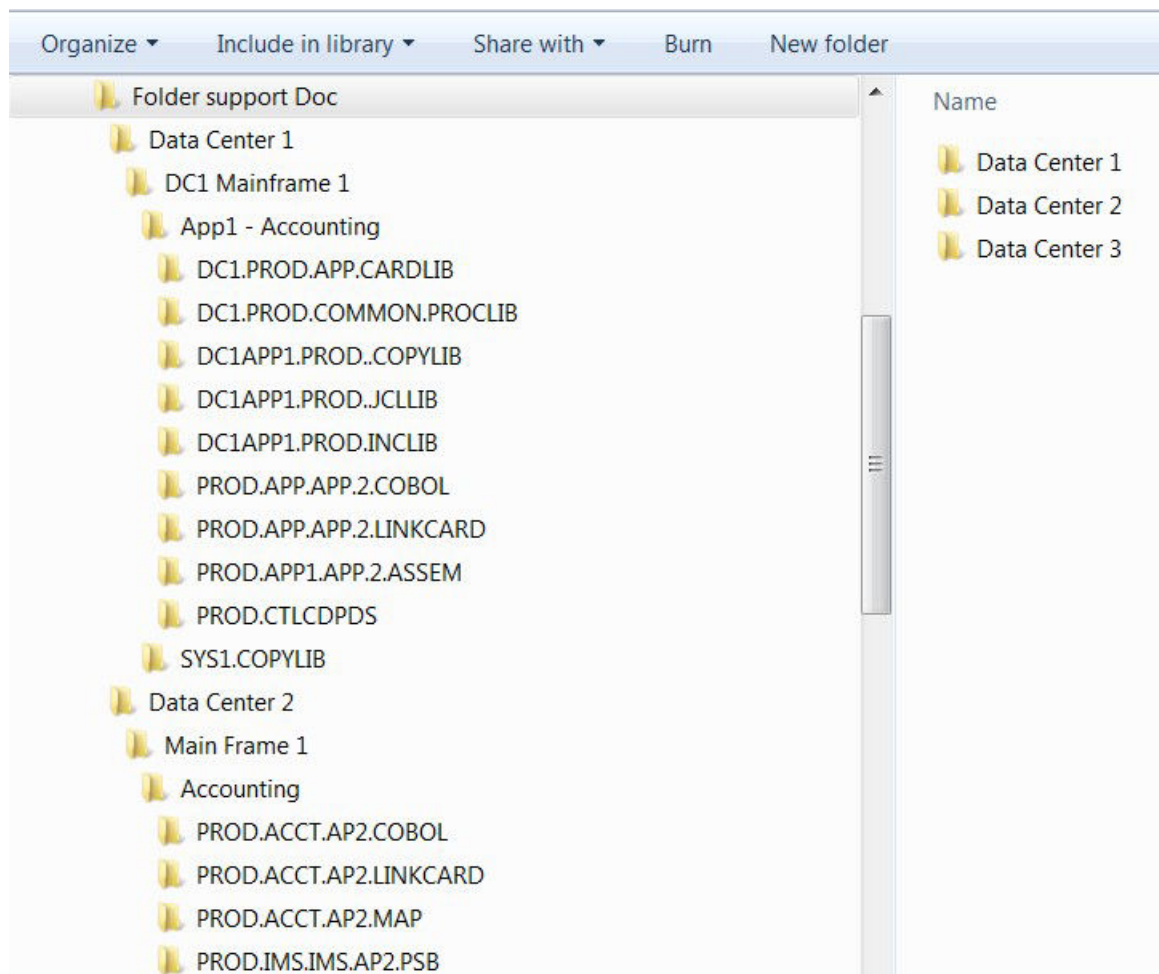 Organize Include in library Share with Burn New folder
Folder support Doc
Data Center 1
DC1 Mainframe 1
App1 - Accounting
DC1.PROD.APP.CARDLIB
DC1.PROD.COMMON.PROCLIB
DC1APP1.PROD..COPYLIB
DC1APP1.PROD..JCLLIB
DC1APP1.PROD.INCLIB
PROD.APP.APP.2.COBOL
PROD.APP.APP.2.LINKCARD
PROD.APP1.APP.2.ASSEM
PROD.CTLCDPDS
SYS1.COPYLIB
Data Center 2
Main Frame 1
Accounting
PROD.ACCT.AP2.COBOL
PROD.ACCT.AP2.LINKCARD
PROD.ACCT.AP2.MAP
PROD.IMS.IMS.AP2.PSB
Name
Data Center 1
Data Center 2
Data Center 3